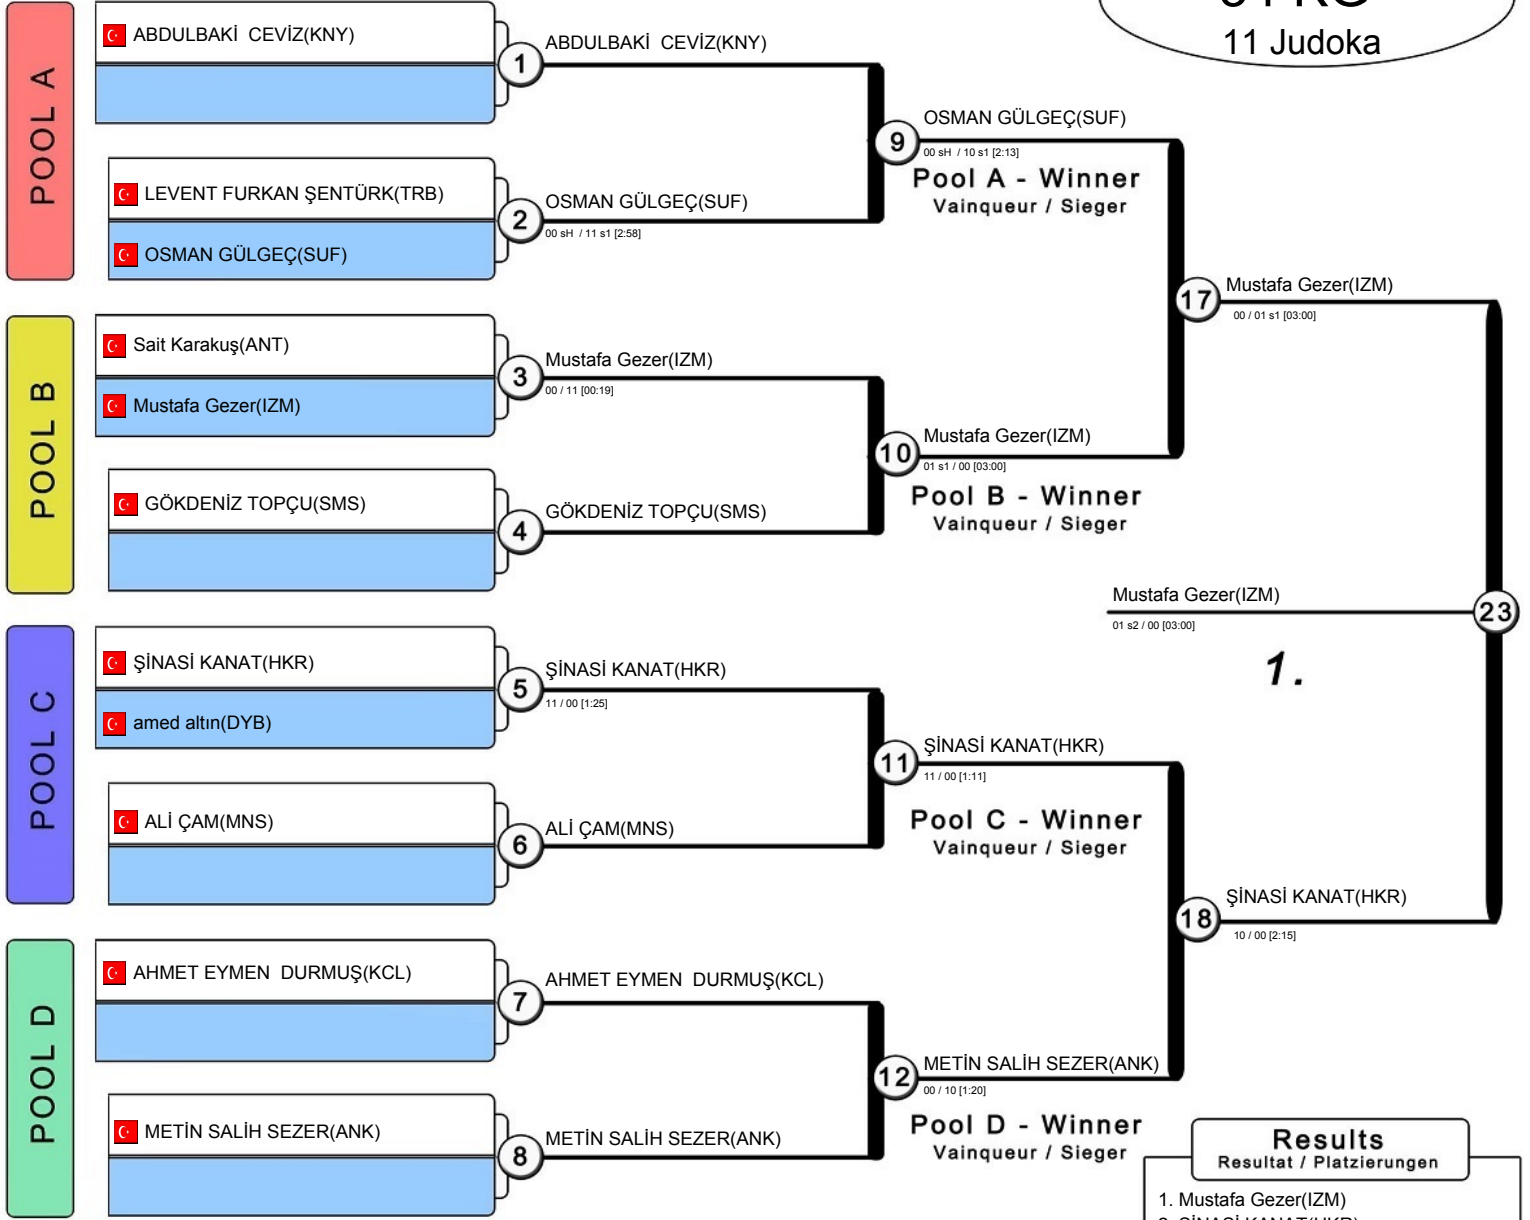 11 Judoka
POOL A
ABDULBAKİ  CEVİZ(KNY)
1
ABDULBAKİ  CEVİZ(KNY)
LEVENT FURKAN ŞENTÜRK(TRB)
OSMAN GÜLGEÇ(SUF)
2
OSMAN GÜLGEÇ(SUF)
00 sH / 11 s1 [2:58]
9
OSMAN GÜLGEÇ(SUF)
00 sH / 10 s1 [2:13]
Pool A - Winner
Vainqueur / Sieger
POOL B
Sait Karakuş(ANT)
Mustafa Gezer(IZM)
3
Mustafa Gezer(IZM)
00 / 11 [00:19]
GÖKDENİZ TOPÇU(SMS)
4
GÖKDENİZ TOPÇU(SMS)
10
Mustafa Gezer(IZM)
01 s1 / 00 [03:00]
Pool B - Winner
Vainqueur / Sieger
17
Mustafa Gezer(IZM)
00 / 01 s1 [03:00]
POOL C
ŞİNASİ KANAT(HKR)
amed altın(DYB)
5
ŞİNASİ KANAT(HKR)
11 / 00 [1:25]
ALİ ÇAM(MNS)
6
ALİ ÇAM(MNS)
11
ŞİNASİ KANAT(HKR)
11 / 00 [1:11]
Pool C - Winner
Vainqueur / Sieger
POOL D
AHMET EYMEN  DURMUŞ(KCL)
7
AHMET EYMEN  DURMUŞ(KCL)
METİN SALİH SEZER(ANK)
8
METİN SALİH SEZER(ANK)
12
METİN SALİH SEZER(ANK)
00 / 10 [1:20]
Pool D - Winner
Vainqueur / Sieger
18
ŞİNASİ KANAT(HKR)
10 / 00 [2:15]
23
Mustafa Gezer(IZM)
01 s2 / 00 [03:00]
1.
Results
Resultat / Platzierungen
1. Mustafa Gezer(IZM)
2. ŞİNASİ KANAT(HKR)